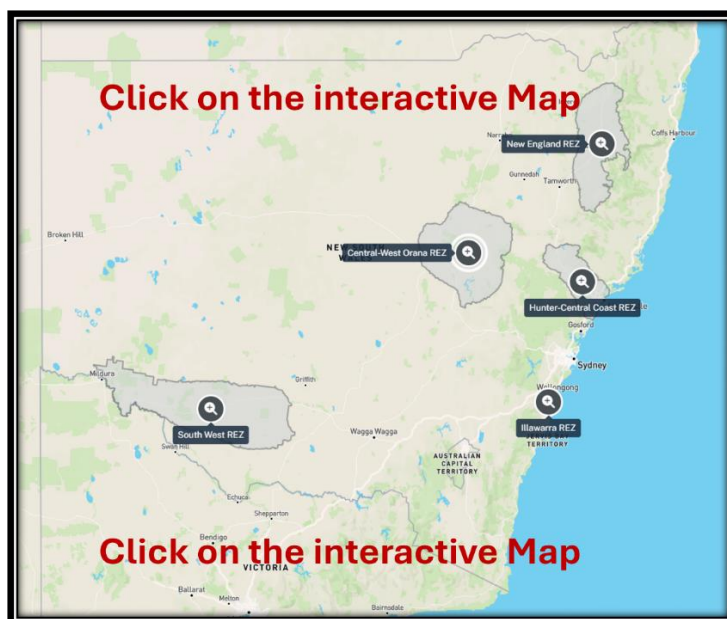 Click on the interactive Map
Coffs Harbour
New England REZ
Gunnedah
Tamworth
Broken Hill
Central-West Orana REZ
Hunter-Central Coast REZ
Gosford
Sydney
Mildura
Griffith
Wollongong
South West REZ
Illawarra REZ
Wagga Wagga
TERRITORY
Swan Hill
AUSTRALIAN
CAPITAL
TERRITORY
Echuca
Shepparton
Bendigo
Click on the interactive Map
VICTORIA
Ballarat
Melton
Bairnsdale